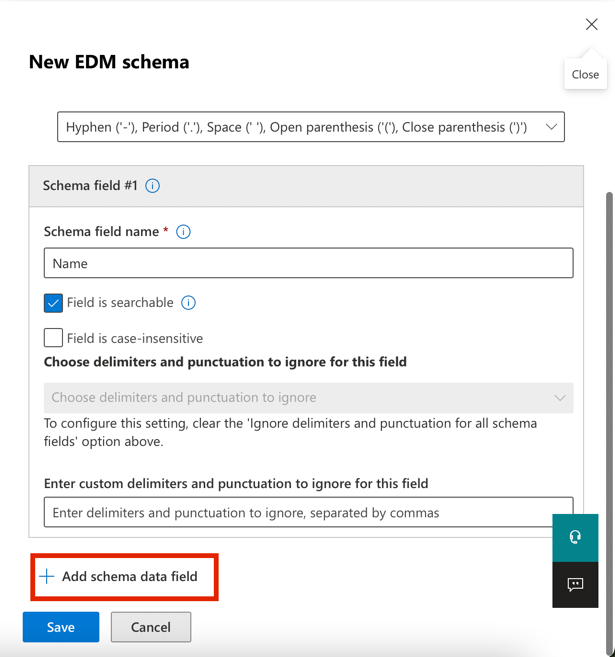 New EDM schema
Close
Hyphen ('-'), Period ('.'), Space (' '), Open parenthesis ('('), Close parenthesis (')')
Schema field #1
Schema field name *
Name
Field is searchable
Field is case-insensitive
Choose delimiters and punctuation to ignore for this field
Choose delimiters and punctuation to ignore
To configure this setting, clear the 'Ignore delimiters and punctuation for all schema
fields' option above.
Enter custom delimiters and punctuation to ignore for this field
Enter delimiters and punctuation to ignore, separated by commas
Add schema data field
Save
Cancel